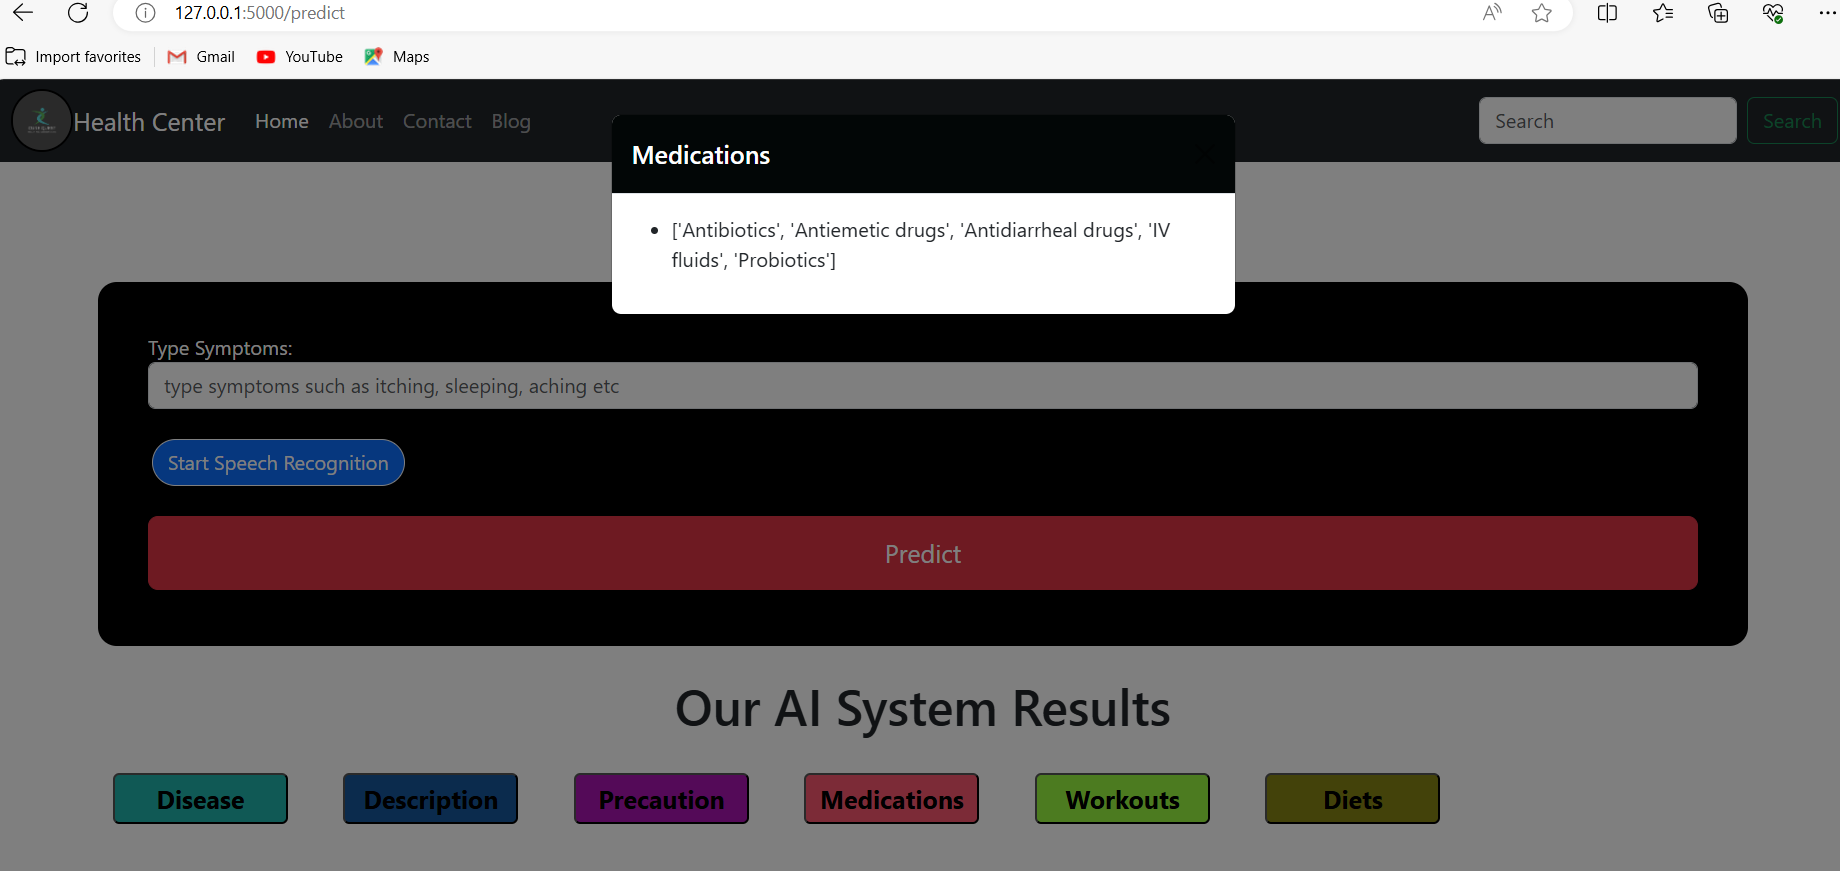 127.0.0.1:5000/predict
Import favorites Gmail YouTube Maps
Health Center Home About Contact Blog Search Search
Medications
['Antibiotics', 'Antiemetic drugs', 'Antidiarrheal drugs', 'IV
fluids', 'Probiotics']
Type Symptoms:
type symptoms such as itching, sleeping, aching etc
Start Speech Recognition
Predict
Our AI System Results
Disease Description Precaution Medications Workouts Diets